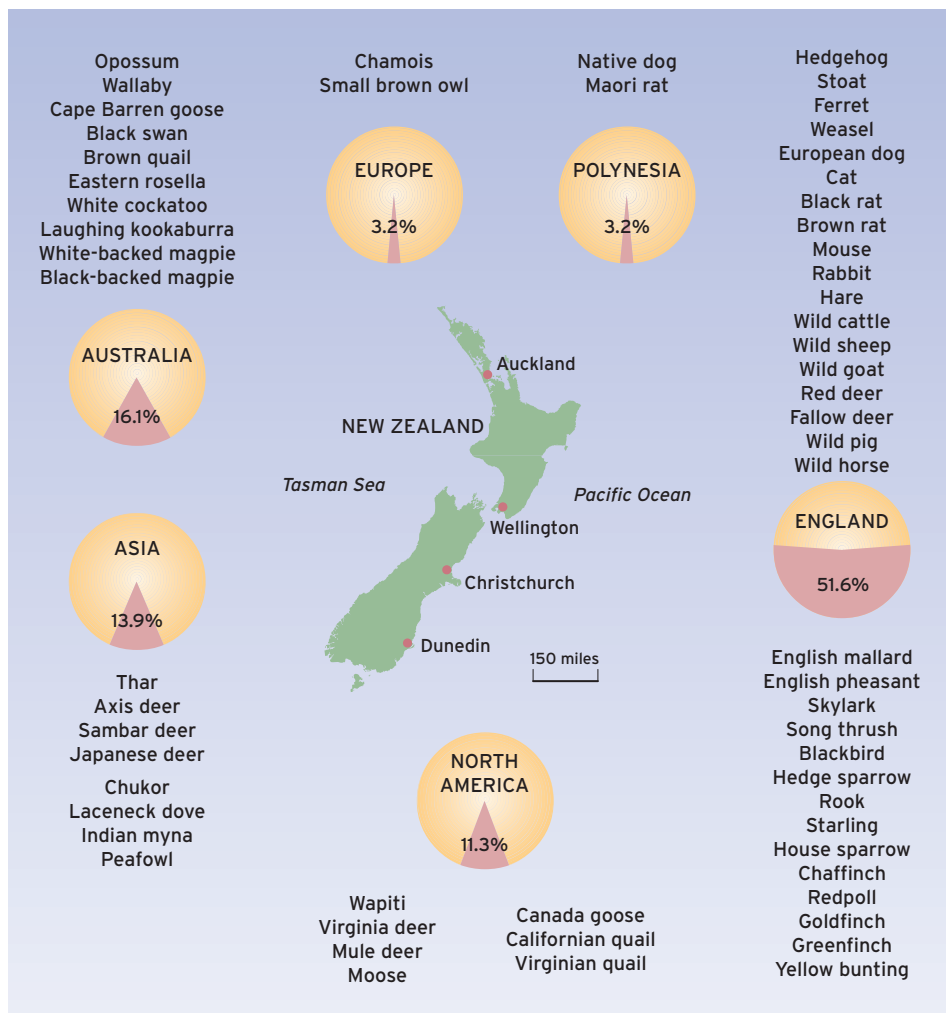 Opossum
Wallaby
Cape Barren goose
Black swan
Brown quail
Eastern rosella
White cockatoo
Laughing kookaburra
White-backed magpie
Black-backed magpie
AUSTRALIA
16.1%
Chamois
Small brown owl
EUROPE
3.2%
Native dog
Maori rat
POLYNESIA
3.2%
Hedgehog
Stoat
Ferret
Weasel
European dog
Cat
Black rat
Brown rat
Mouse
Rabbit
Hare
Wild cattle
Wild sheep
Wild goat
Red deer
Fallow deer
Wild pig
Wild horse
ENGLAND
51.6%
English mallard
English pheasant
Skylark
Song thrush
Blackbird
Hedge sparrow
Rook
Starling
House sparrow
Chaffinch
Redpoll
Goldfinch
Greenfinch
Yellow bunting
Auckland
NEW ZEALAND
Tasman Sea
Pacific Ocean
Wellington
Christchurch
Dunedin
150 miles
ASIA
13.9%
Thar
Axis deer
Sambar deer
Japanese deer
Chukor
Laceneck dove
Indian myna
Peafowl
NORTH
AMERICA
11.3%
Wapiti
Virginia deer
Mule deer
Moose
Canada goose
Californian quail
Virginian quail